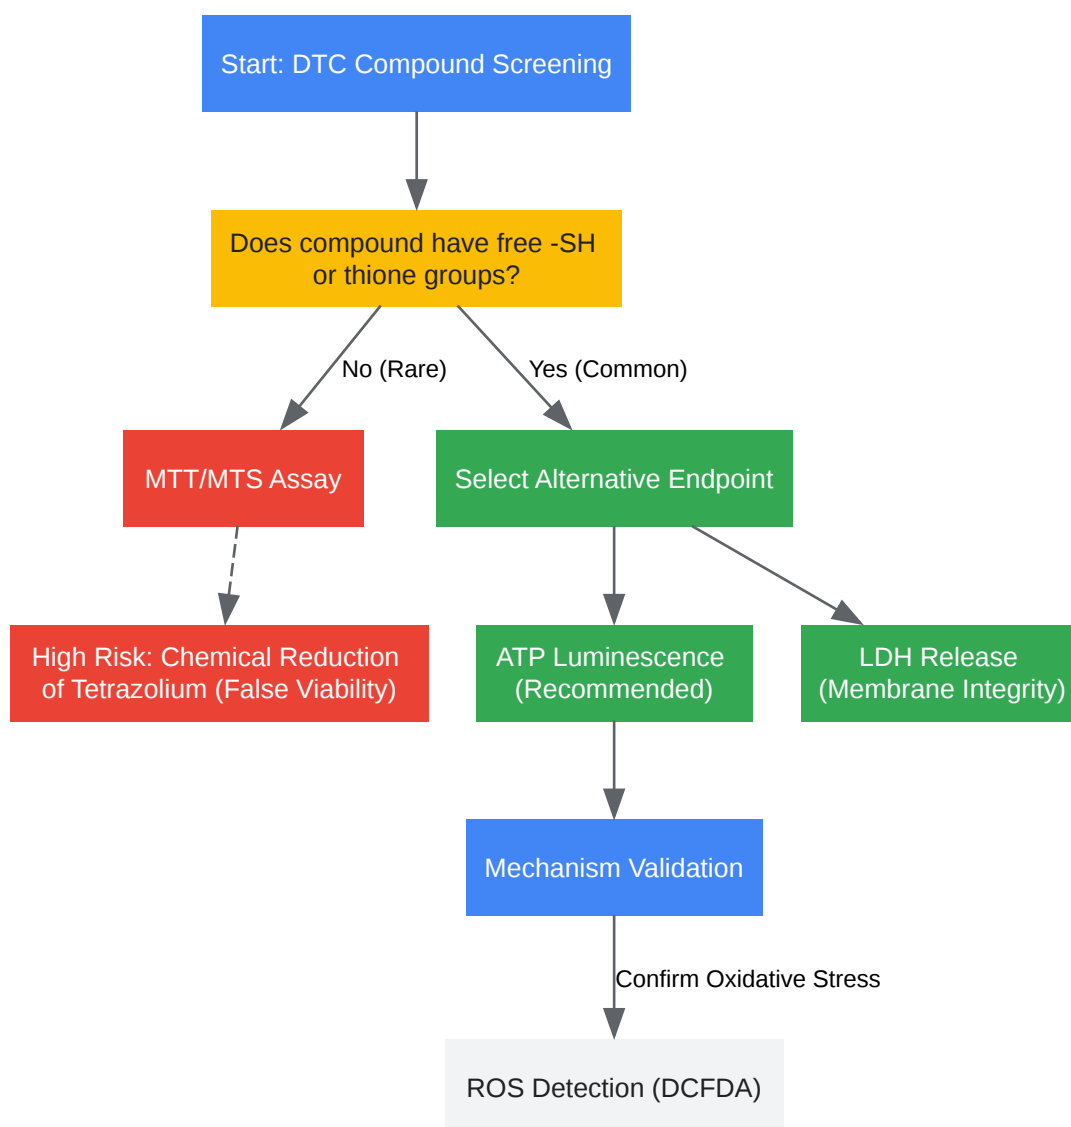 Start: DTC Compound Screening
Does compound have free -SH
or thione groups?
No (Rare)
Yes (Common)
MTT/MTS Assay
Select Alternative Endpoint
High Risk: Chemical Reduction
of Tetrazolium (False Viability)
ATP Luminescence
(Recommended)
LDH Release
(Membrane Integrity)
Mechanism Validation
Confirm Oxidative Stress
ROS Detection (DCFDA)